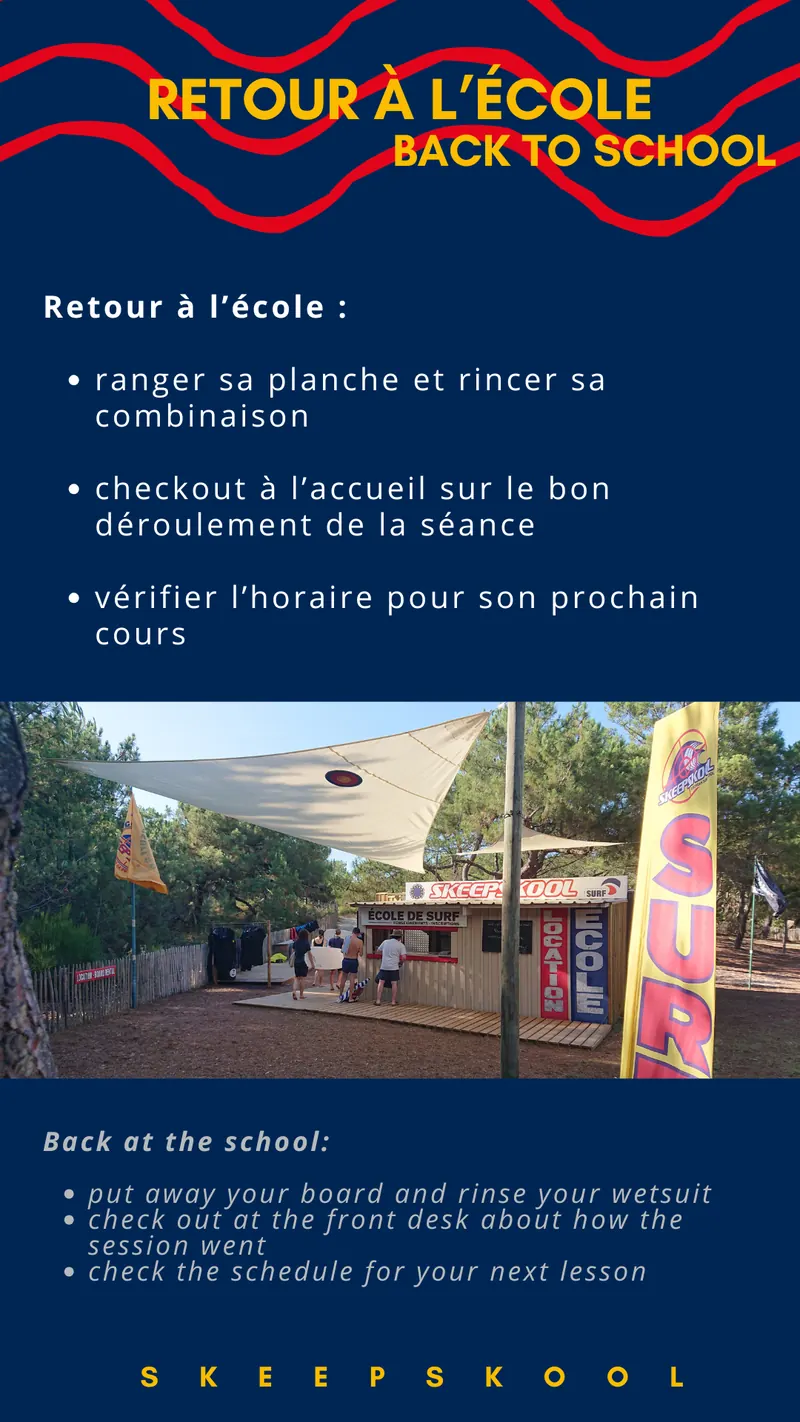 RETOUR À L’ÉCOLE
BACK TO SCHOOL
Retour à l’école :
• ranger sa planche et rincer sa
combinaison
• checkout à l’accueil sur le bon
déroulement de la séance
• vérifier l’horaire pour son prochain
cours
SKEEPSKOOL
SURF
ÉCOLE DE SURF
LOCATION
ECOLE
SKEEPSKOOL
SURF
Back at the school:
• put away your board and rinse your wetsuit
• check out at the front desk about how the
session went
• check the schedule for your next lesson
SKEEPSKOOL